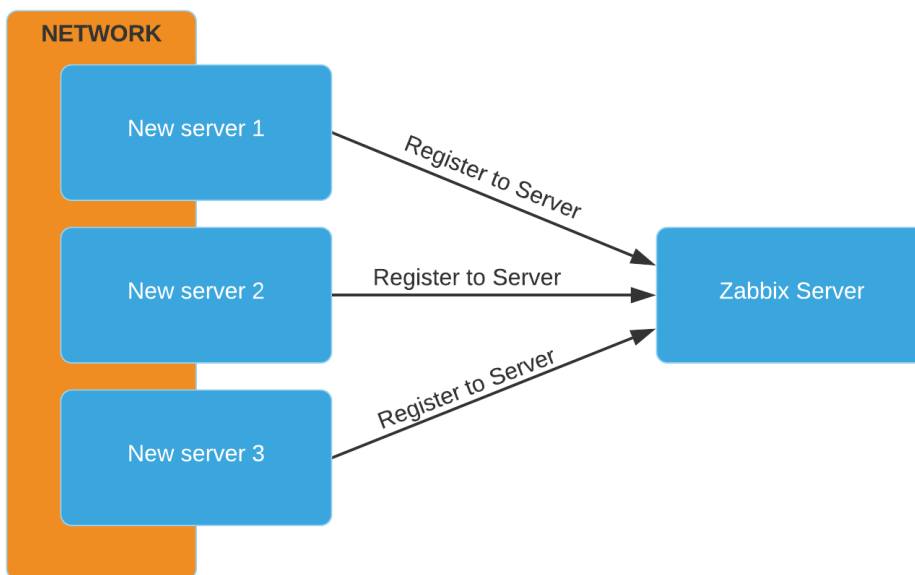 NETWORK
New server 1
Register to Server
New server 2
Register to Server
Zabbix Server
New server 3
Register to Server